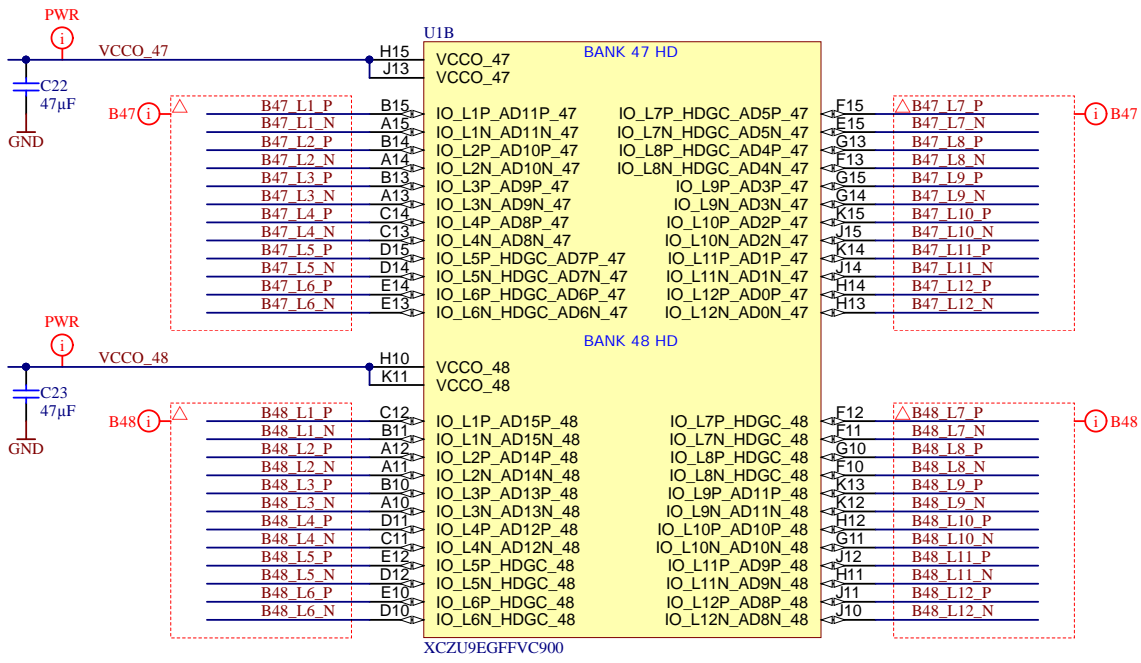 PWR
VCCO_47
C22
47µF
GND
U1B
BANK 47 HD
H15 VCCO_47
J13 VCCO_47
B47
B47_L1_P B15 IO_L1P_AD11P_47 IO_L7P_HDGC_AD5P_47 F15 B47_L7_P
B47_L1_N A15 IO_L1N_AD11N_47 IO_L7N_HDGC_AD5N_47 E15 B47_L7_N
B47_L2_P B14 IO_L2P_AD10P_47 IO_L8P_HDGC_AD4P_47 G13 B47_L8_P
B47_L2_N A14 IO_L2N_AD10N_47 IO_L8N_HDGC_AD4N_47 F13 B47_L8_N
B47_L3_P B13 IO_L3P_AD9P_47 IO_L9P_AD3P_47 G15 B47_L9_P
B47_L3_N A13 IO_L3N_AD9N_47 IO_L9N_AD3N_47 G14 B47_L9_N
B47_L4_P C14 IO_L4P_AD8P_47 IO_L10P_AD2P_47 K15 B47_L10_P
B47_L4_N C13 IO_L4N_AD8N_47 IO_L10N_AD2N_47 J15 B47_L10_N
B47_L5_P D15 IO_L5P_HDGC_AD7P_47 IO_L11P_AD1P_47 K14 B47_L11_P
B47_L5_N D14 IO_L5N_HDGC_AD7N_47 IO_L11N_AD1N_47 J14 B47_L11_N
B47_L6_P E14 IO_L6P_HDGC_AD6P_47 IO_L12P_AD0P_47 H14 B47_L12_P
B47_L6_N E13 IO_L6N_HDGC_AD6N_47 IO_L12N_AD0N_47 H13 B47_L12_N
B47
PWR
VCCO_48
C23
47µF
GND
BANK 48 HD
H10 VCCO_48
K11 VCCO_48
B48
B48_L1_P C12 IO_L1P_AD15P_48 IO_L7P_HDGC_48 F12 B48_L7_P
B48_L1_N B11 IO_L1N_AD15N_48 IO_L7N_HDGC_48 F11 B48_L7_N
B48_L2_P A12 IO_L2P_AD14P_48 IO_L8P_HDGC_48 G10 B48_L8_P
B48_L2_N A11 IO_L2N_AD14N_48 IO_L8N_HDGC_48 F10 B48_L8_N
B48_L3_P B10 IO_L3P_AD13P_48 IO_L9P_AD11P_48 K13 B48_L9_P
B48_L3_N A10 IO_L3N_AD13N_48 IO_L9N_AD11N_48 K12 B48_L9_N
B48_L4_P D11 IO_L4P_AD12P_48 IO_L10P_AD10P_48 H12 B48_L10_P
B48_L4_N C11 IO_L4N_AD12N_48 IO_L10N_AD10N_48 G11 B48_L10_N
B48_L5_P E12 IO_L5P_HDGC_48 IO_L11P_AD9P_48 J12 B48_L11_P
B48_L5_N D12 IO_L5N_HDGC_48 IO_L11N_AD9N_48 H11 B48_L11_N
B48_L6_P E10 IO_L6P_HDGC_48 IO_L12P_AD8P_48 J11 B48_L12_P
B48_L6_N D10 IO_L6N_HDGC_48 IO_L12N_AD8N_48 J10 B48_L12_N
B48
XCZU9EGFFVC900